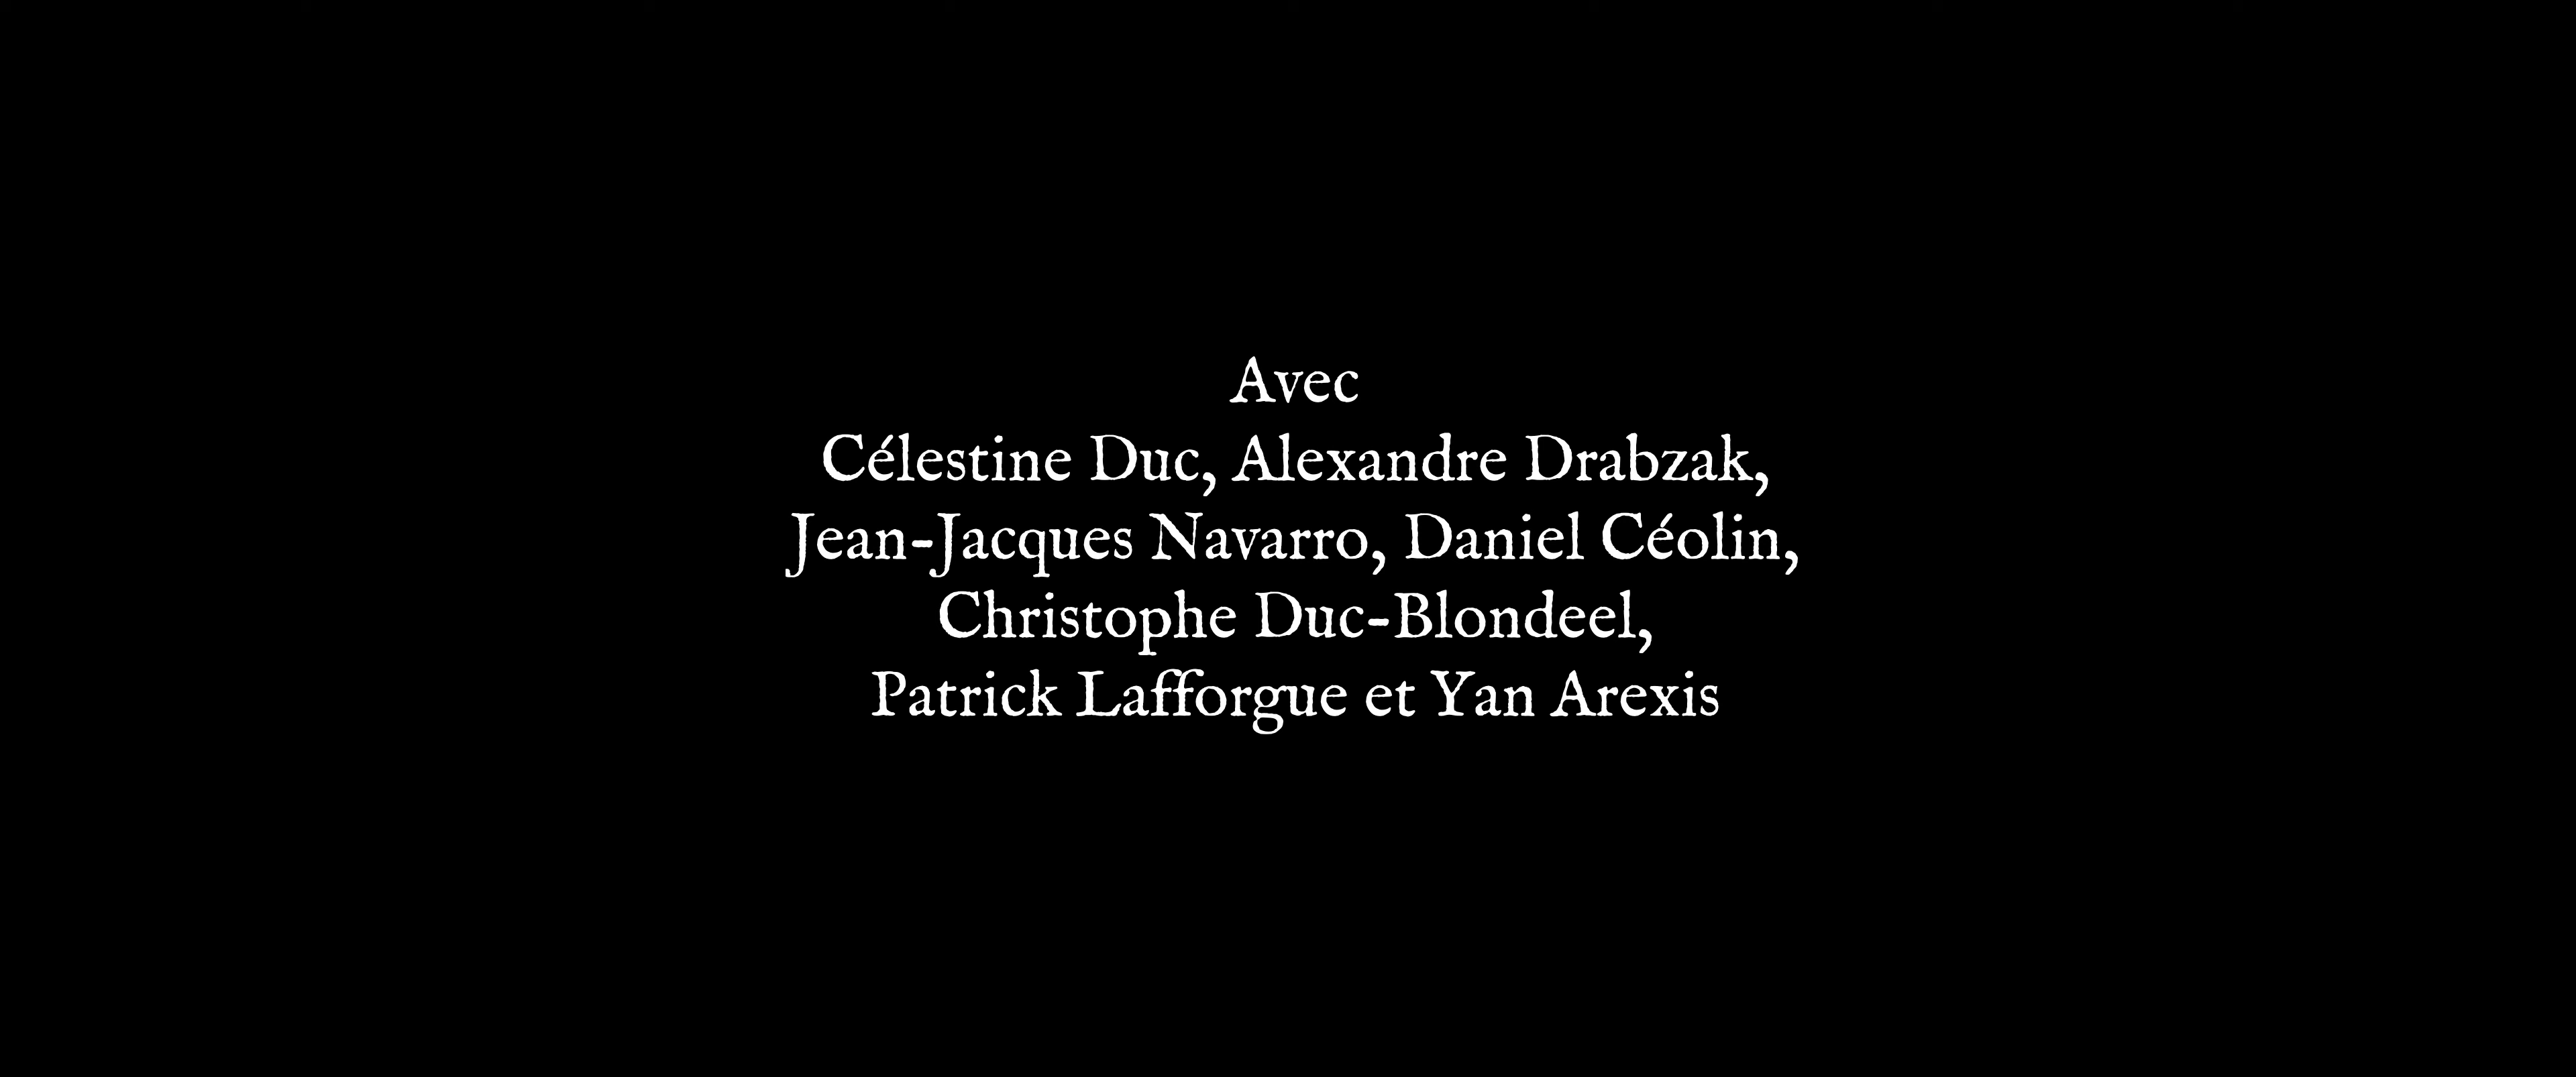 Avec
Célestine Duc, Alexandre Drabzak,
Jean-Jacques Navarro, Daniel Céolin,
Christophe Duc-Blondeel,
Patrick Lafforgue et Yan Arexis